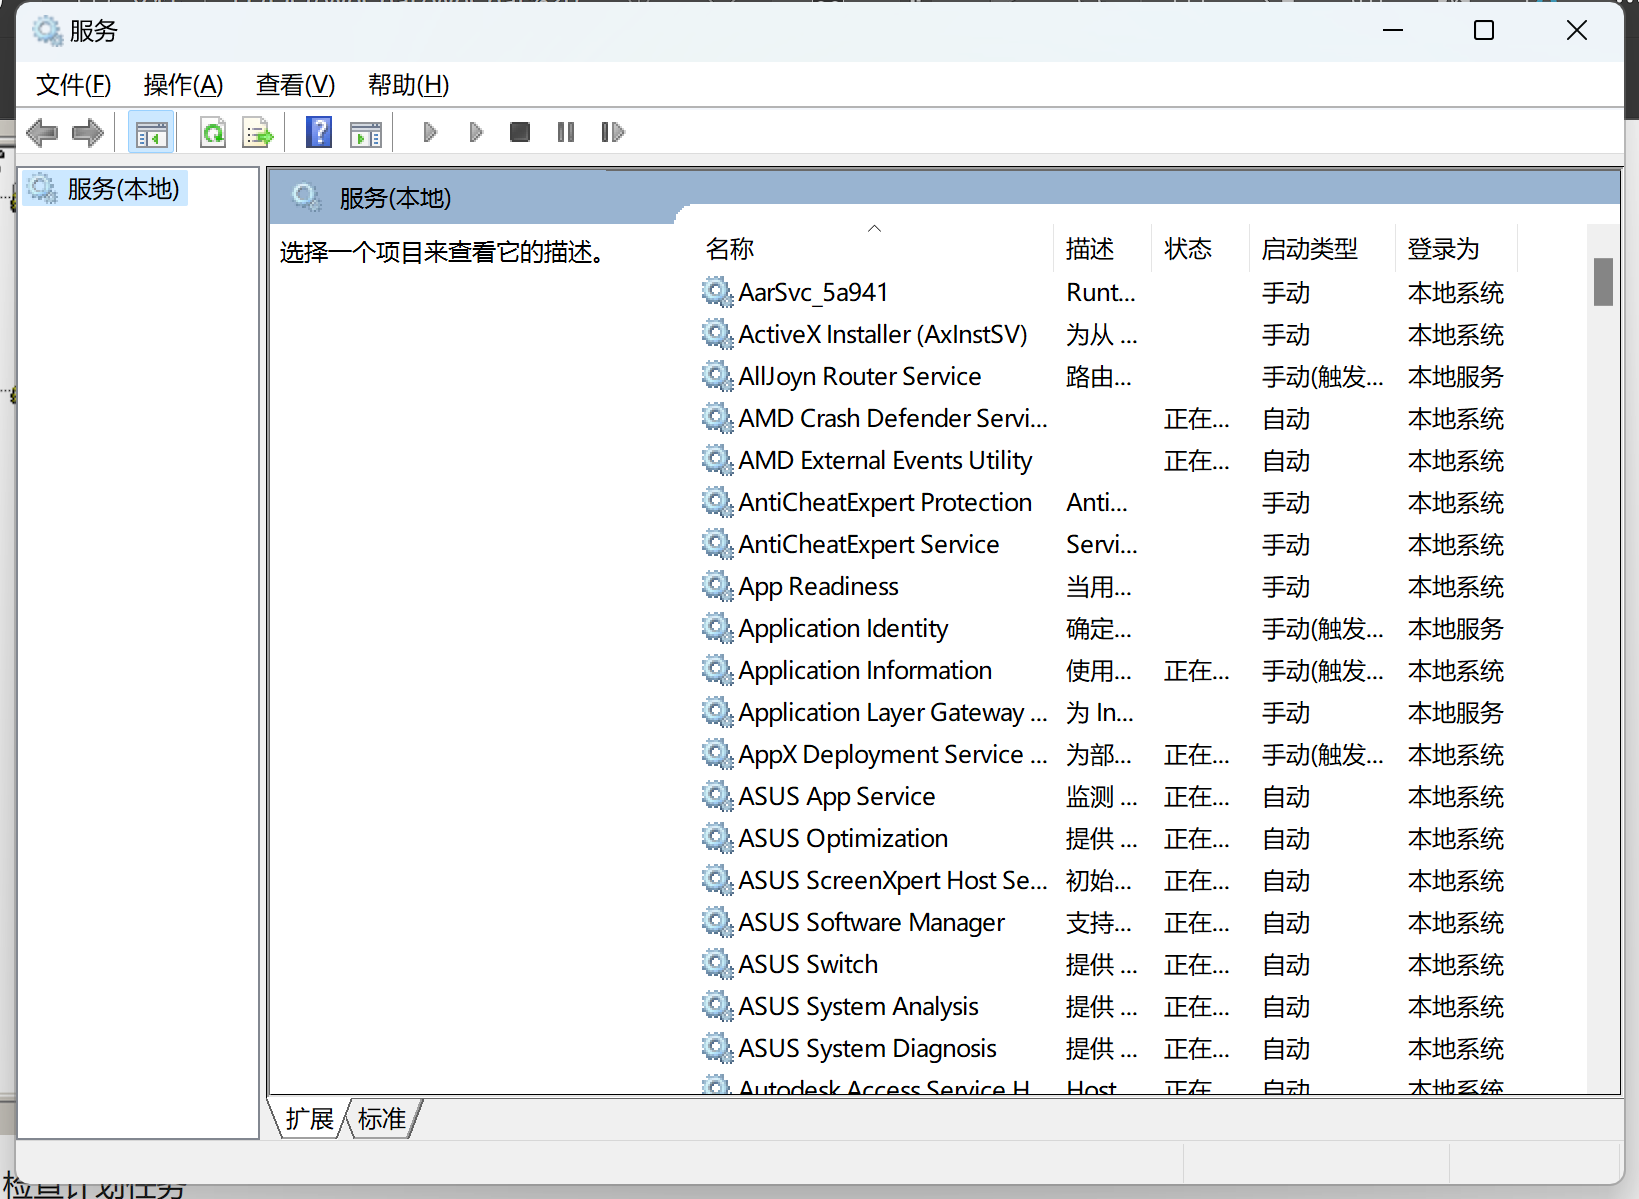 服务
文件(F) 操作(A) 查看(V) 帮助(H)
服务(本地)
服务(本地)
选择一个项目来查看它的描述。
名称 描述 状态 启动类型 登录为
AarSvc_5a941 Runt... 手动 本地系统
ActiveX Installer (AxInstSV) 为从 ... 手动 本地系统
AllJoyn Router Service 路由... 手动(触发... 本地服务
AMD Crash Defender Servi... 正在... 自动 本地系统
AMD External Events Utility 正在... 自动 本地系统
AntiCheatExpert Protection Anti... 手动 本地系统
AntiCheatExpert Service Servi... 手动 本地系统
App Readiness 当用... 手动 本地系统
Application Identity 确定... 手动(触发... 本地服务
Application Information 使用... 正在... 手动(触发... 本地系统
Application Layer Gateway ... 为 In... 手动 本地服务
AppX Deployment Service ... 为部... 正在... 手动(触发... 本地系统
ASUS App Service 监测 ... 正在... 自动 本地系统
ASUS Optimization 提供 ... 正在... 自动 本地系统
ASUS ScreenXpert Host Se... 初始... 正在... 自动 本地系统
ASUS Software Manager 支持... 正在... 自动 本地系统
ASUS Switch 提供 ... 正在... 自动 本地系统
ASUS System Analysis 提供 ... 正在... 自动 本地系统
ASUS System Diagnosis 提供 ... 正在... 自动 本地系统
Autodesk Access Service H... Host... 正在... 自动 本地系统
扩展 标准
检查计划任务